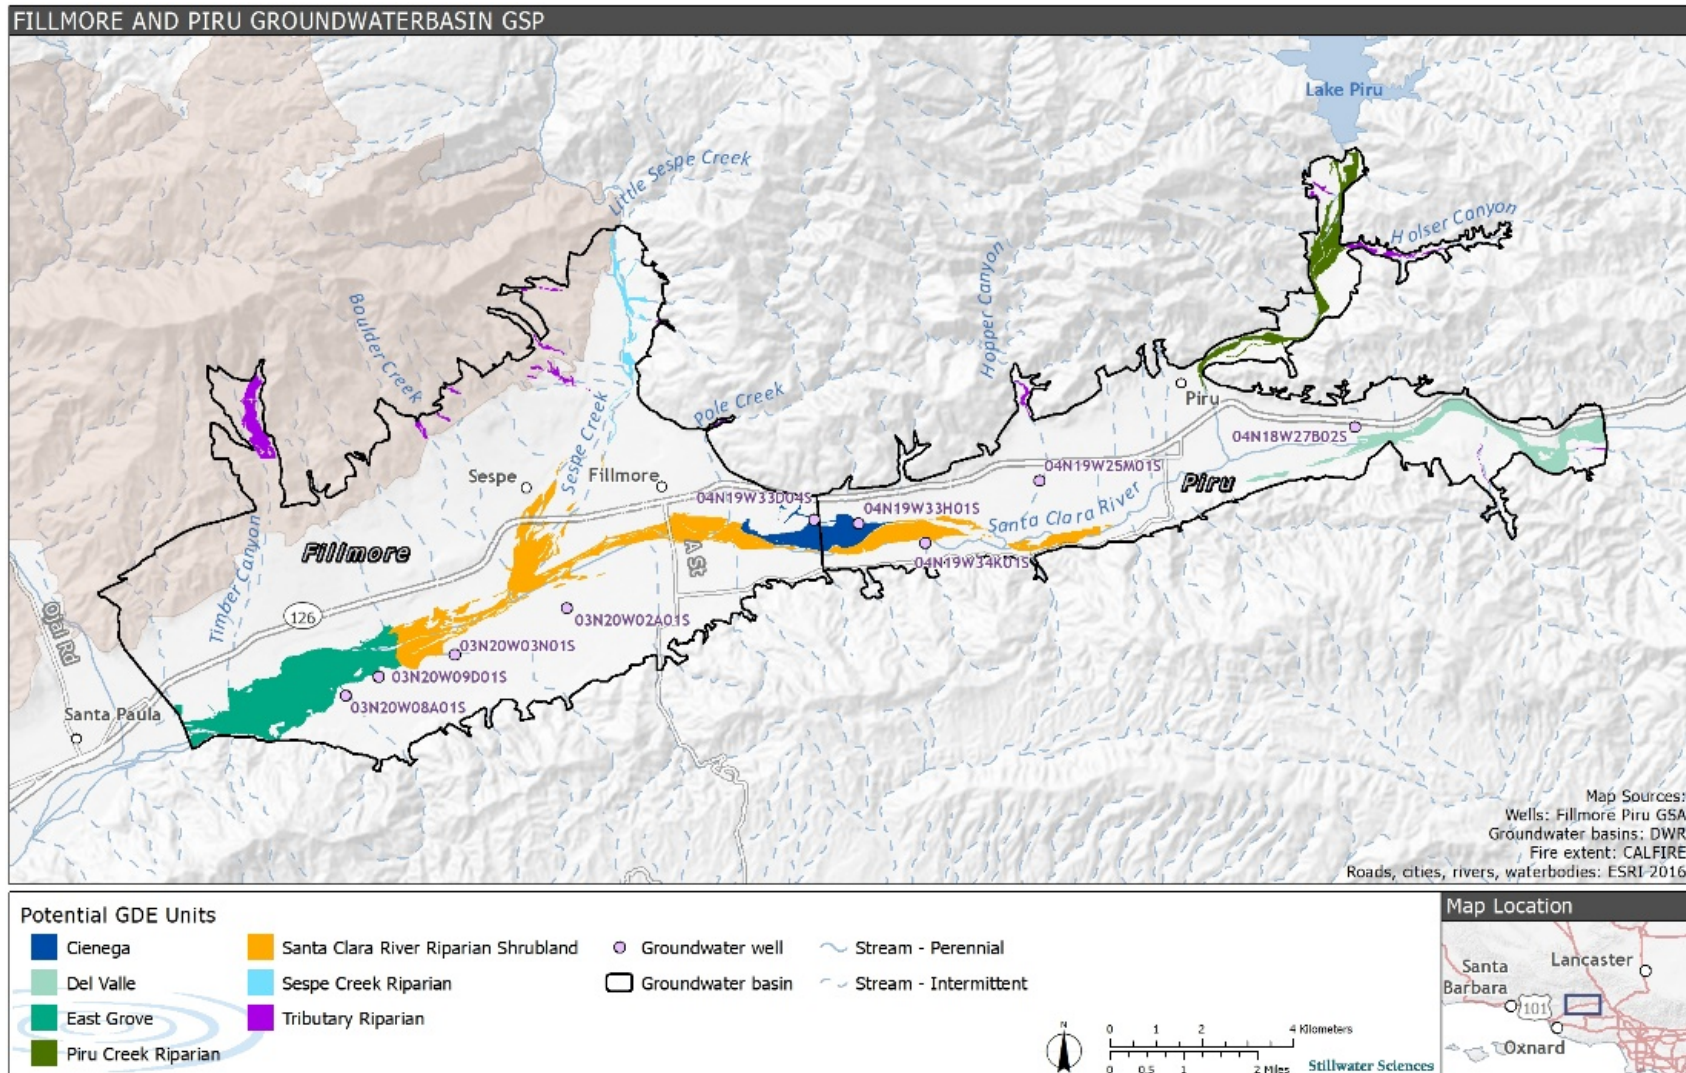 FILLMORE AND PIRU GROUNDWATERBASIN GSP
Lake Piru
Little Sespe Creek
Holser Canyon
Hopper Canyon
Boulder Creek
Piru
Pole Creek
Sespe Creek
04N18W27B02S
04N19W25M01S
Sespe
Fillmore
Piru
04N19W33D04S
04N19W33H01S
Santa Clara River
Fillmore
A St
04N19W34K01S
Timber Canyon
126
Ojai Rd
03N20W02A01S
03N20W03N01S
03N20W09D01S
03N20W08A01S
Santa Paula
Map Sources:
Wells: Fillmore Piru GSA
Groundwater basins: DWR
Fire extent: CALFIRE
Roads, cities, rivers, waterbodies: ESRI 2016
Potential GDE Units
Cienega
Del Valle
East Grove
Piru Creek Riparian
Santa Clara River Riparian Shrubland
Sespe Creek Riparian
Tributary Riparian
Groundwater well
Groundwater basin
Stream - Perennial
Stream - Intermittent
N
0 1 2 4 Kilometers
0 0.5 1 2 Miles
Stillwater Sciences
Map Location
Santa Barbara
Lancaster
101
Oxnard